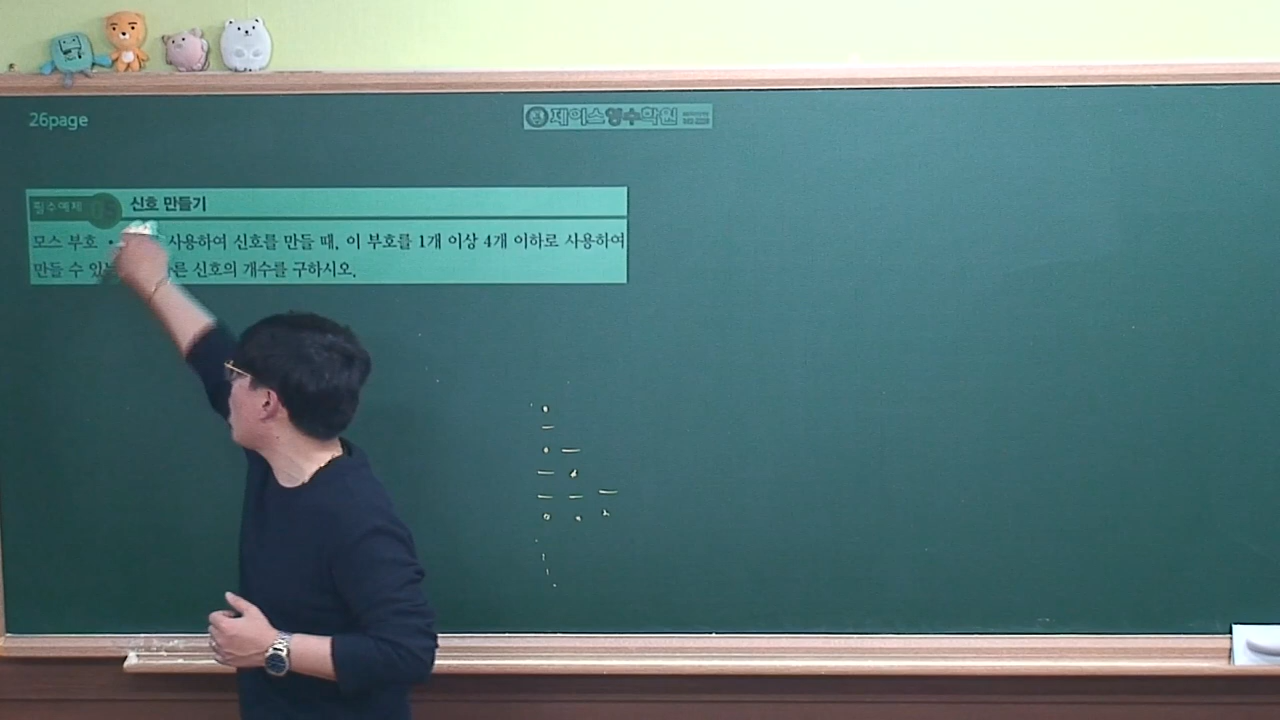 26page
제이스영수학원
필수예제 05 신호 만들기
모스 부호 · 사용하여 신호를 만들 때, 이 부호를 1개 이상 4개 이하로 사용하여
만들 수 있는 른 신호의 개수를 구하시오.